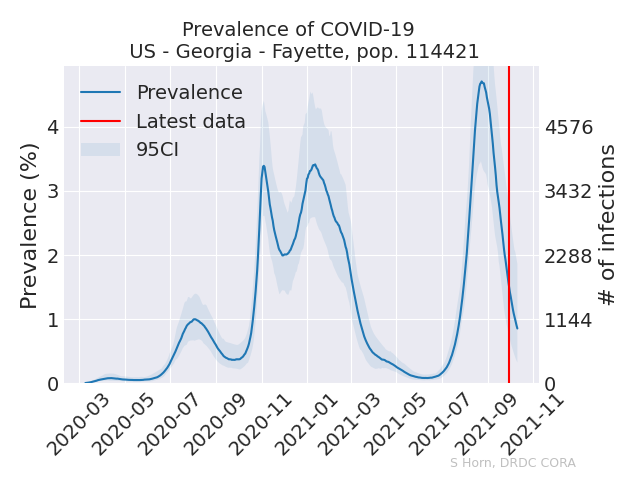 Prevalence of COVID-19
US - Georgia - Fayette, pop. 114421
Prevalence
Latest data
95CI
Prevalence (%)
4
3
2
1
0
4576
3432
2288
1144
0
# of infections
2020-03
2020-05
2020-07
2020-09
2020-11
2021-01
2021-03
2021-05
2021-07
2021-09
2021-11
S Horn, DRDC CORA